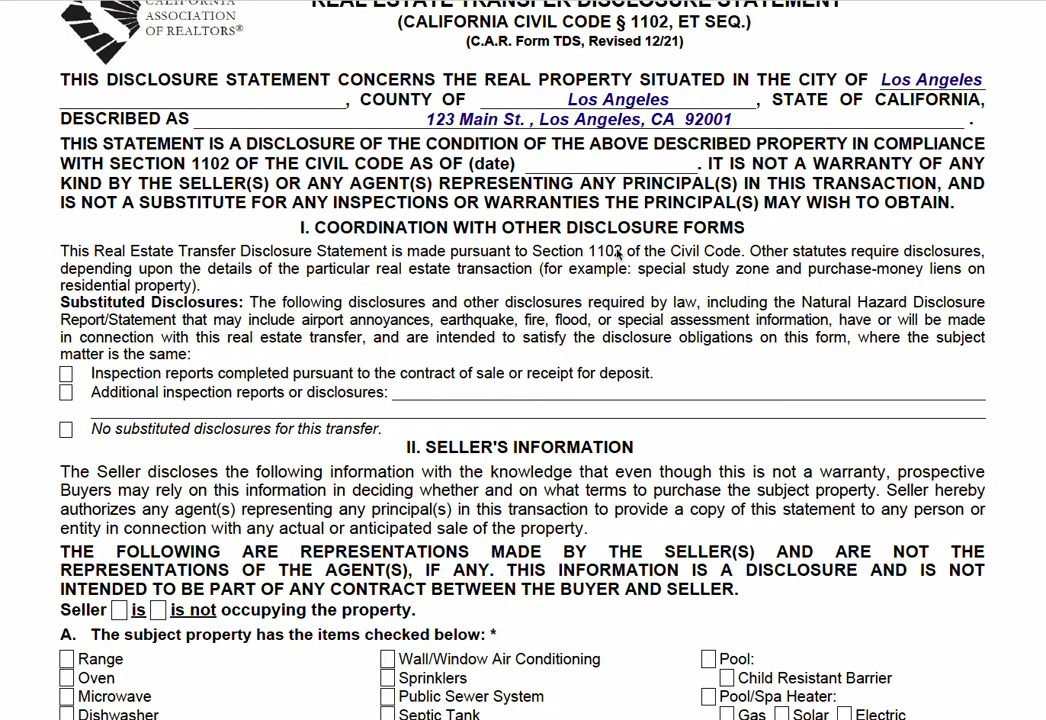 CALIFORNIA
ASSOCIATION
OF REALTORS®
REAL ESTATE TRANSFER DISCLOSURE STATEMENT
(CALIFORNIA CIVIL CODE § 1102, ET SEQ.)
(C.A.R. Form TDS, Revised 12/21)
THIS DISCLOSURE STATEMENT CONCERNS THE REAL PROPERTY SITUATED IN THE CITY OF Los Angeles
, COUNTY OF Los Angeles , STATE OF CALIFORNIA,
DESCRIBED AS 123 Main St. , Los Angeles, CA 92001 .
THIS STATEMENT IS A DISCLOSURE OF THE CONDITION OF THE ABOVE DESCRIBED PROPERTY IN COMPLIANCE
WITH SECTION 1102 OF THE CIVIL CODE AS OF (date) . IT IS NOT A WARRANTY OF ANY
KIND BY THE SELLER(S) OR ANY AGENT(S) REPRESENTING ANY PRINCIPAL(S) IN THIS TRANSACTION, AND
IS NOT A SUBSTITUTE FOR ANY INSPECTIONS OR WARRANTIES THE PRINCIPAL(S) MAY WISH TO OBTAIN.
I. COORDINATION WITH OTHER DISCLOSURE FORMS
This Real Estate Transfer Disclosure Statement is made pursuant to Section 1102 of the Civil Code. Other statutes require disclosures,
depending upon the details of the particular real estate transaction (for example: special study zone and purchase-money liens on
residential property).
Substituted Disclosures: The following disclosures and other disclosures required by law, including the Natural Hazard Disclosure
Report/Statement that may include airport annoyances, earthquake, fire, flood, or special assessment information, have or will be made
in connection with this real estate transfer, and are intended to satisfy the disclosure obligations on this form, where the subject
matter is the same:
Inspection reports completed pursuant to the contract of sale or receipt for deposit.
Additional inspection reports or disclosures:
No substituted disclosures for this transfer.
II. SELLER'S INFORMATION
The Seller discloses the following information with the knowledge that even though this is not a warranty, prospective
Buyers may rely on this information in deciding whether and on what terms to purchase the subject property. Seller hereby
authorizes any agent(s) representing any principal(s) in this transaction to provide a copy of this statement to any person or
entity in connection with any actual or anticipated sale of the property.
THE FOLLOWING ARE REPRESENTATIONS MADE BY THE SELLER(S) AND ARE NOT THE
REPRESENTATIONS OF THE AGENT(S), IF ANY. THIS INFORMATION IS A DISCLOSURE AND IS NOT
INTENDED TO BE PART OF ANY CONTRACT BETWEEN THE BUYER AND SELLER.
Seller is is not occupying the property.
A. The subject property has the items checked below: *
Range Wall/Window Air Conditioning Pool:
Oven Sprinklers Child Resistant Barrier
Microwave Public Sewer System Pool/Spa Heater:
Dishwasher Septic Tank Gas Solar Electric